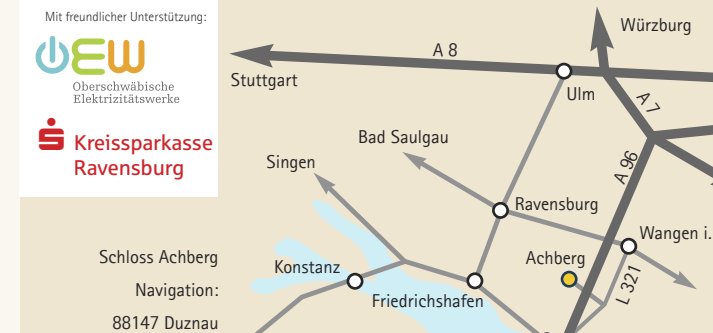 Mit freundlicher Unterstützung:
OEW
Oberschwäbische
Elektrizitätswerke
Kreissparkasse
Ravensburg
Schloss Achberg
Navigation:
88147 Duznau
Würzburg
A 8
Stuttgart
Ulm
A 7
Bad Saulgau
Singen
A 96
Ravensburg
Wangen i.
Achberg
Konstanz
L 321
Friedrichshafen